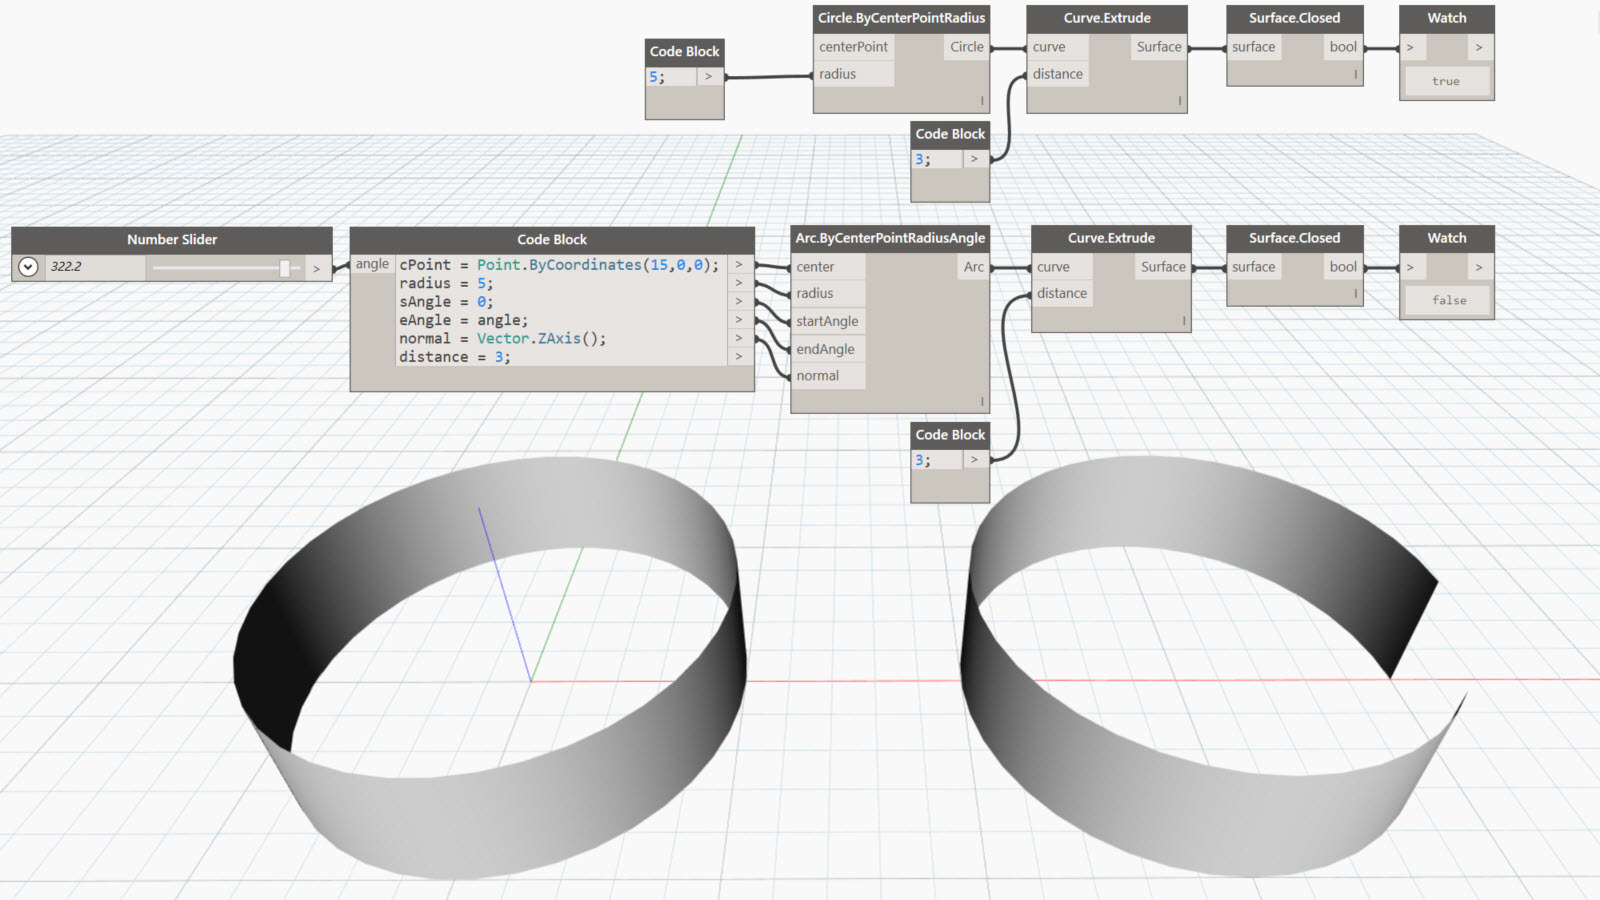 Circle.ByCenterPointRadius
centerPoint Circle
radius
Curve.Extrude
curve Surface
distance
Surface.Closed
surface bool
Watch
> >
true
Code Block
5; >
Code Block
3; >
Number Slider
322.2 >
Code Block
angle cPoint = Point.ByCoordinates(15,0,0); >
radius = 5; >
sAngle = 0; >
eAngle = angle; >
normal = Vector.ZAxis(); >
distance = 3; >
Arc.ByCenterPointRadiusAngle
center Arc
radius
startAngle
endAngle
normal
Curve.Extrude
curve Surface
distance
Surface.Closed
surface bool
Watch
> >
false
Code Block
3; >